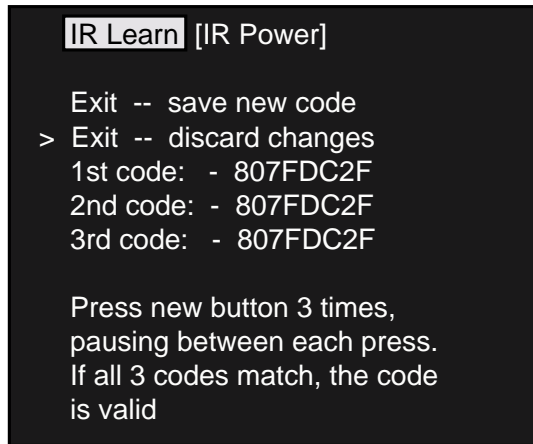 IR Learn [IR Power]
Exit -- save new code
> Exit -- discard changes
1st code: - 807FDC2F
2nd code: - 807FDC2F
3rd code: - 807FDC2F
Press new button 3 times,
pausing between each press.
If all 3 codes match, the code
is valid